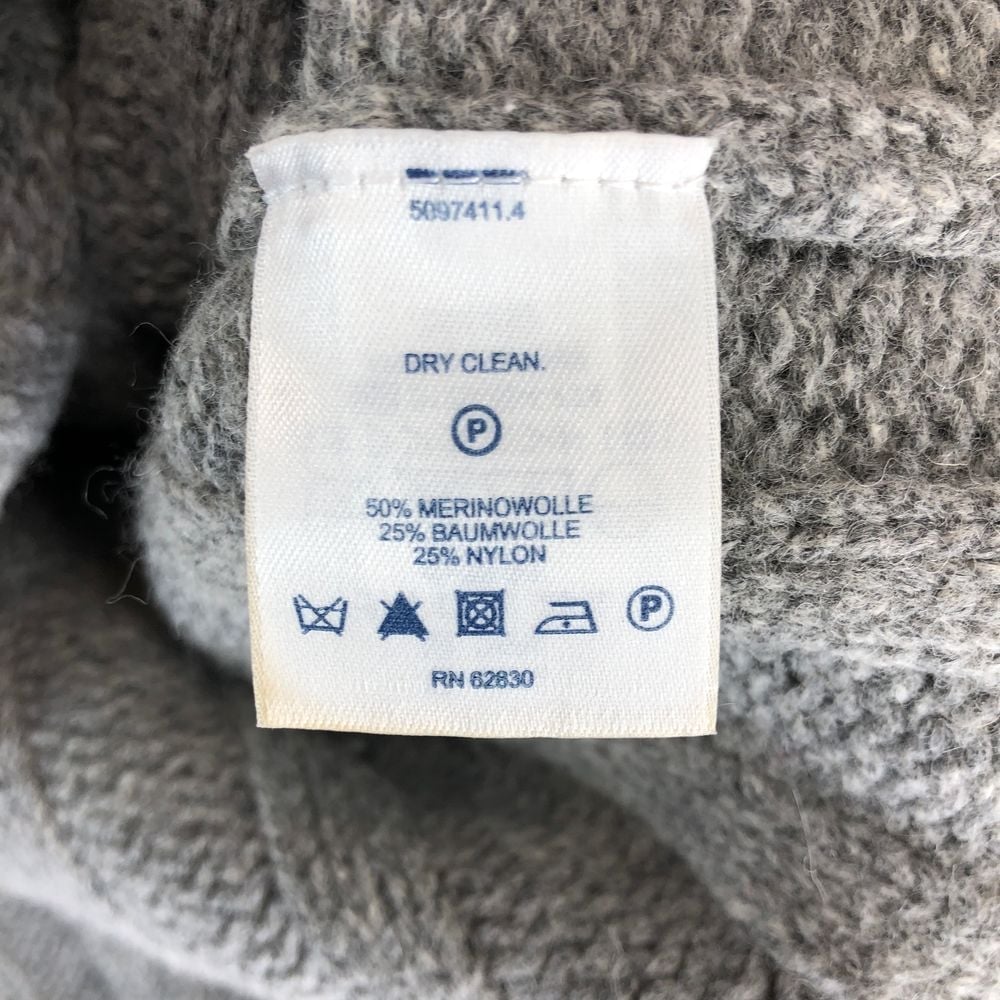 5097411.4
DRY CLEAN.
P
50% MERINOWOLLE
25% BAUMWOLLE
25% NYLON
P
RN 62830